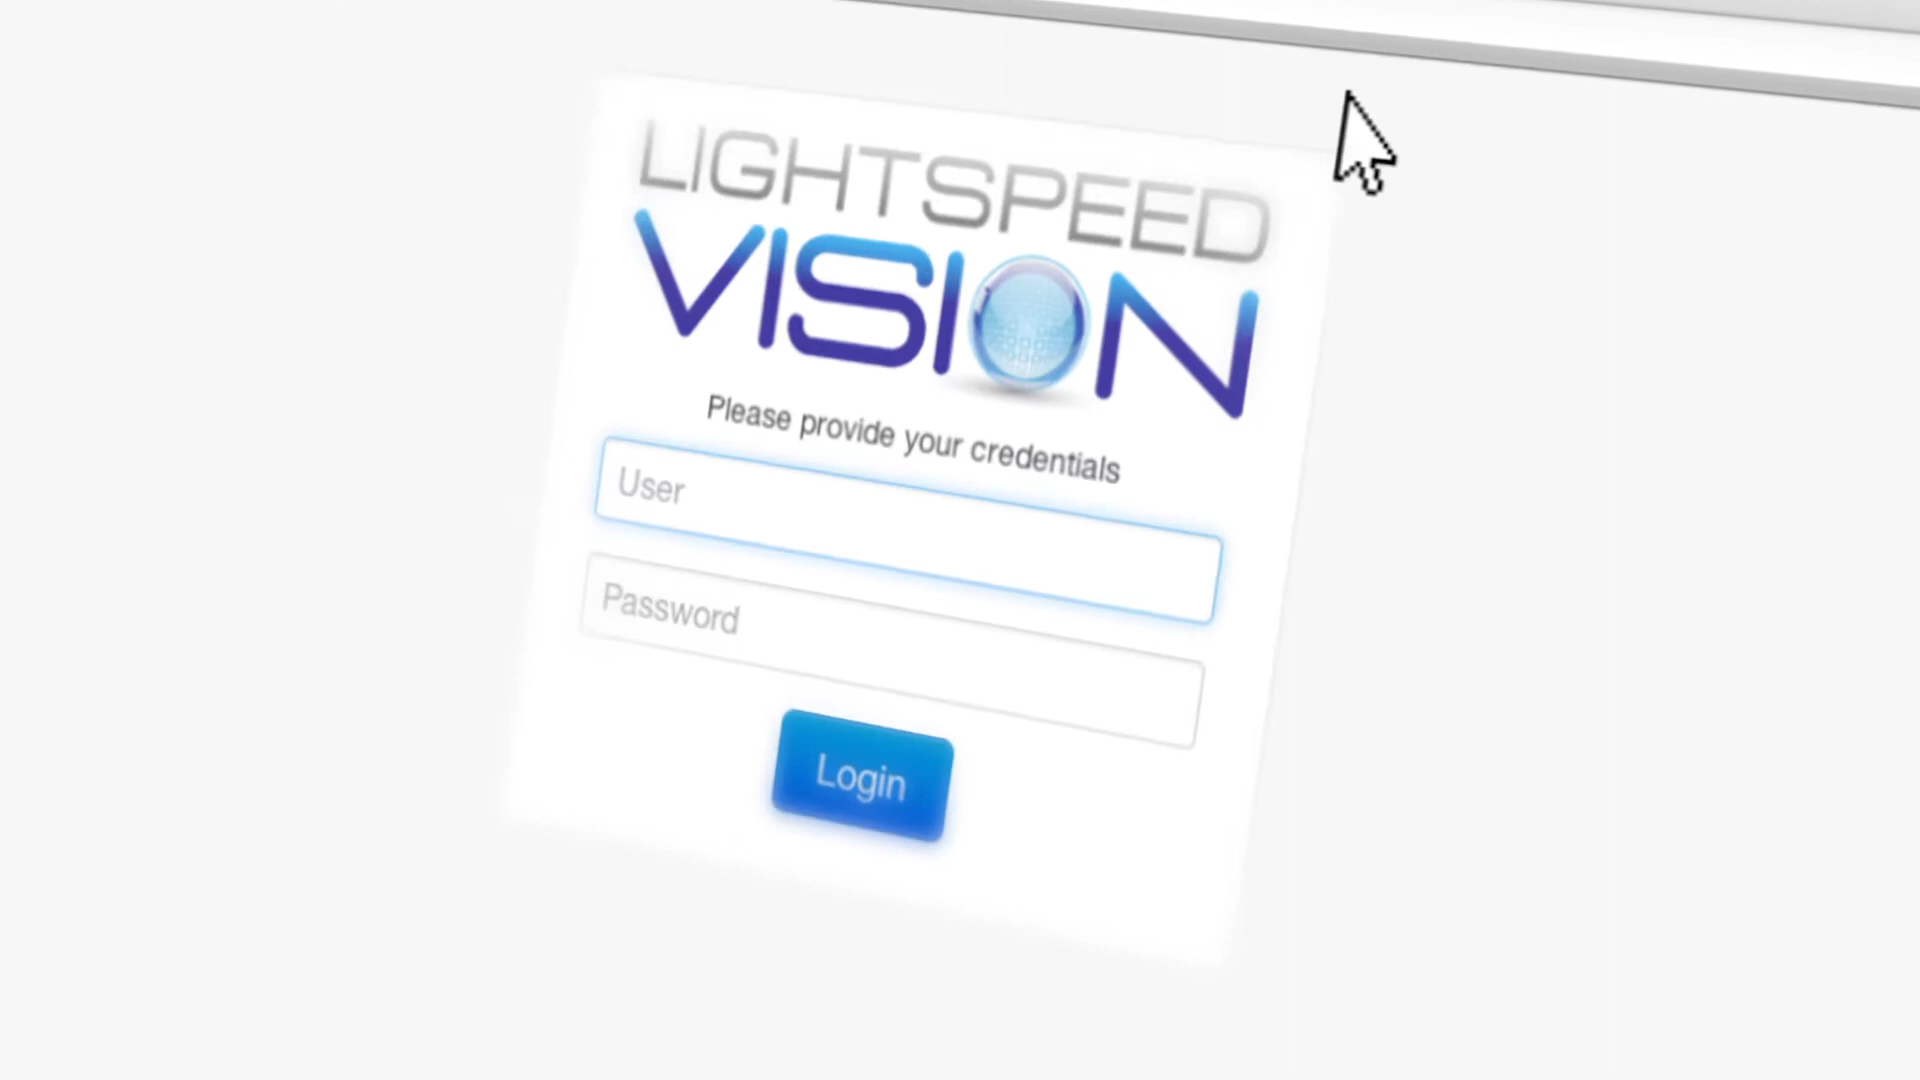 LIGHTSPEED
VISION
Please provide your credentials
User
Password
Login